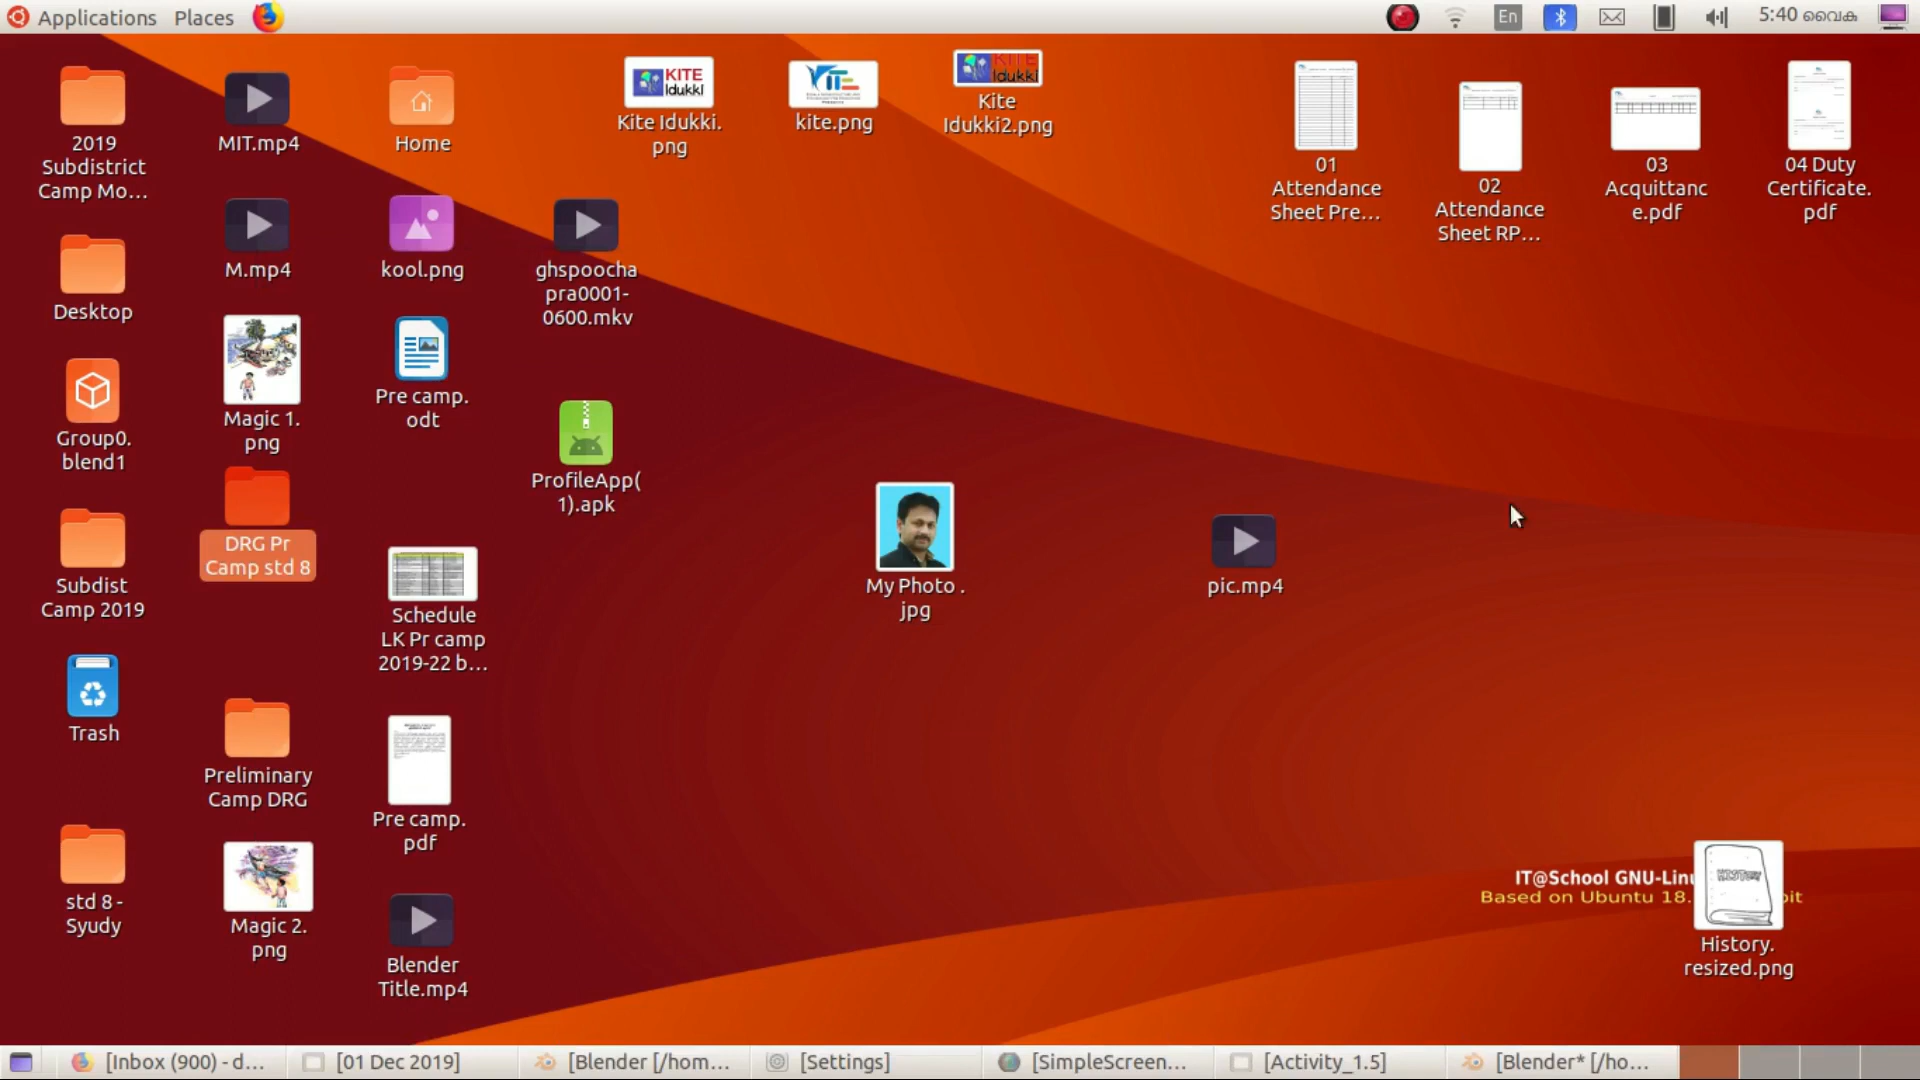 Applications Places
En
5:40 വൈകു
2019
Subdistrict
Camp Mo...
MIT.mp4
Home
KITE
Idukki
Kite Idukki.
png
kite.png
KITE
Idukki
Kite
Idukki2.png
01
Attendance
Sheet Pre...
02
Attendance
Sheet RP...
03
Acquittanc
e.pdf
04 Duty
Certificate.
pdf
Desktop
M.mp4
kool.png
ghspoocha
pra0001-
0600.mkv
Group0.
blend1
Magic 1.
png
Pre camp.
odt
ProfileApp(
1).apk
Subdist
Camp 2019
DRG Pr
Camp std 8
Schedule
LK Pr camp
2019-22 b...
My Photo .
jpg
pic.mp4
Trash
Preliminary
Camp DRG
Pre camp.
pdf
std 8 -
Syudy
Magic 2.
png
Blender
Title.mp4
IT@School GNU-Linu
Based on Ubuntu 18. bit
HISTORY
History.
resized.png
[Inbox (900) - d...
[01 Dec 2019]
[Blender [/hom...
[Settings]
[SimpleScreen...
[Activity_1.5]
[Blender* [/ho...